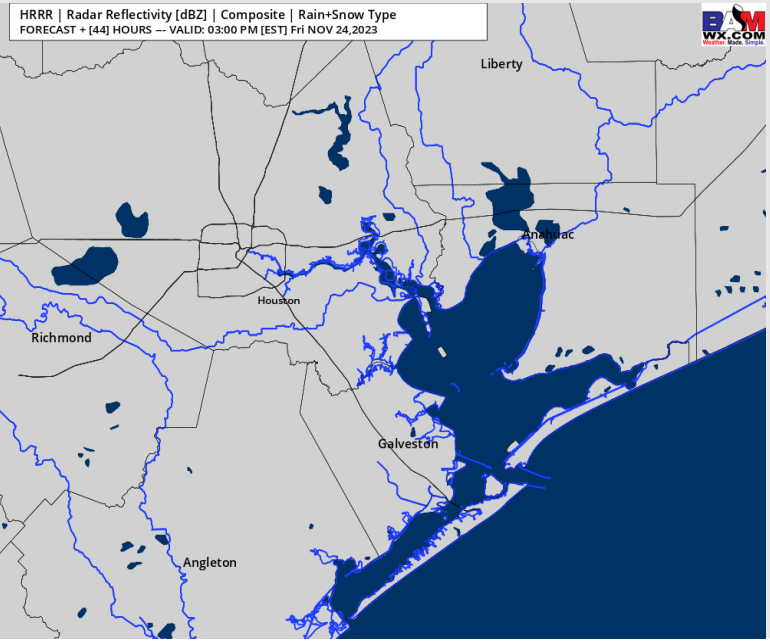 HRRR | Radar Reflectivity [dBZ] | Composite | Rain+Snow Type
FORECAST + [44] HOURS --- VALID: 03:00 PM [EST] Fri NOV 24,2023
BAM
WX.COM
Weather. Made. Simple.
Liberty
Anahuac
Houston
Richmond
Galveston
Angleton